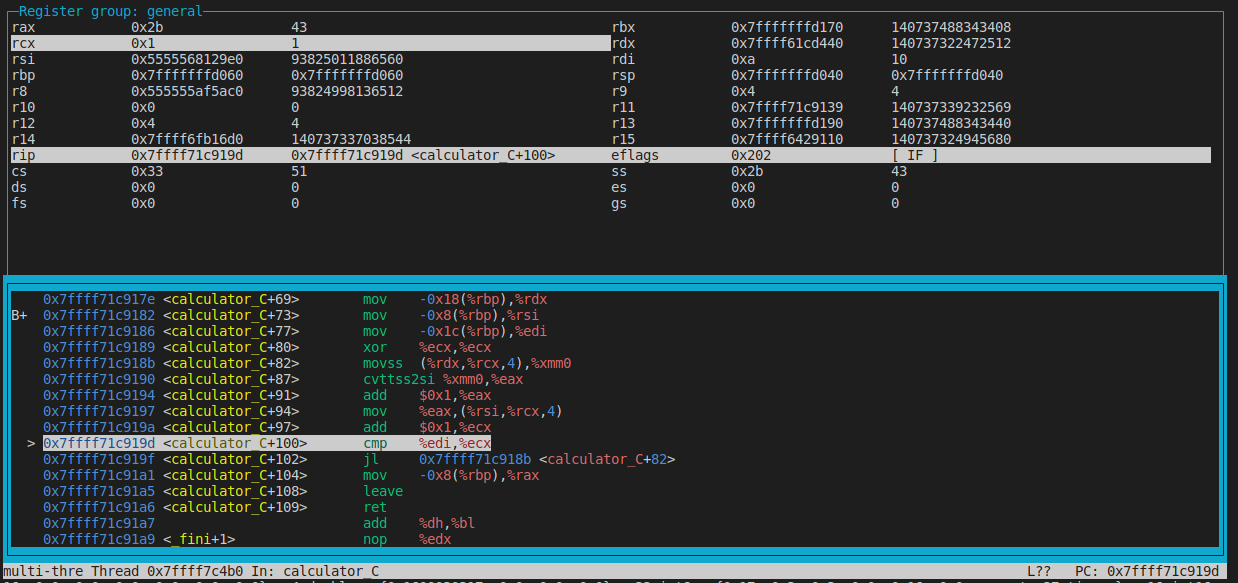 Register group: general
rax 0x2b 43 rbx 0x7fffffffd170 140737488343408
rcx 0x1 1 rdx 0x7ffff61cd440 140737322472512
rsi 0x5555568129e0 93825011886560 rdi 0xa 10
rbp 0x7fffffffd060 0x7fffffffd060 rsp 0x7fffffffd040 0x7fffffffd040
r8 0x555555af5ac0 93824998136512 r9 0x4 4
r10 0x0 0 r11 0x7ffff71c9139 140737339232569
r12 0x4 4 r13 0x7fffffffd190 140737488343440
r14 0x7ffff6fb16d0 140737337038544 r15 0x7ffff6429110 140737324945680
rip 0x7ffff71c919d 0x7ffff71c919d <calculator_C+100> eflags 0x202 [ IF ]
cs 0x33 51 ss 0x2b 43
ds 0x0 0 es 0x0 0
fs 0x0 0 gs 0x0 0
0x7ffff71c917e <calculator_C+69> mov -0x18(%rbp),%rdx
B+ 0x7ffff71c9182 <calculator_C+73> mov -0x8(%rbp),%rsi
0x7ffff71c9186 <calculator_C+77> mov -0x1c(%rbp),%edi
0x7ffff71c9189 <calculator_C+80> xor %ecx,%ecx
0x7ffff71c918b <calculator_C+82> movss (%rdx,%rcx,4),%xmm0
0x7ffff71c9190 <calculator_C+87> cvttss2si %xmm0,%eax
0x7ffff71c9194 <calculator_C+91> add $0x1,%eax
0x7ffff71c9197 <calculator_C+94> mov %eax,(%rsi,%rcx,4)
0x7ffff71c919a <calculator_C+97> add $0x1,%ecx
> 0x7ffff71c919d <calculator_C+100> cmp %edi,%ecx
0x7ffff71c919f <calculator_C+102> jl 0x7ffff71c918b <calculator_C+82>
0x7ffff71c91a1 <calculator_C+104> mov -0x8(%rbp),%rax
0x7ffff71c91a5 <calculator_C+108> leave
0x7ffff71c91a6 <calculator_C+109> ret
0x7ffff71c91a7 add %dh,%bl
0x7ffff71c91a9 <_fini+1> nop %edx
multi-thre Thread 0x7ffff7c4b0 In: calculator_C L?? PC: 0x7ffff71c919d